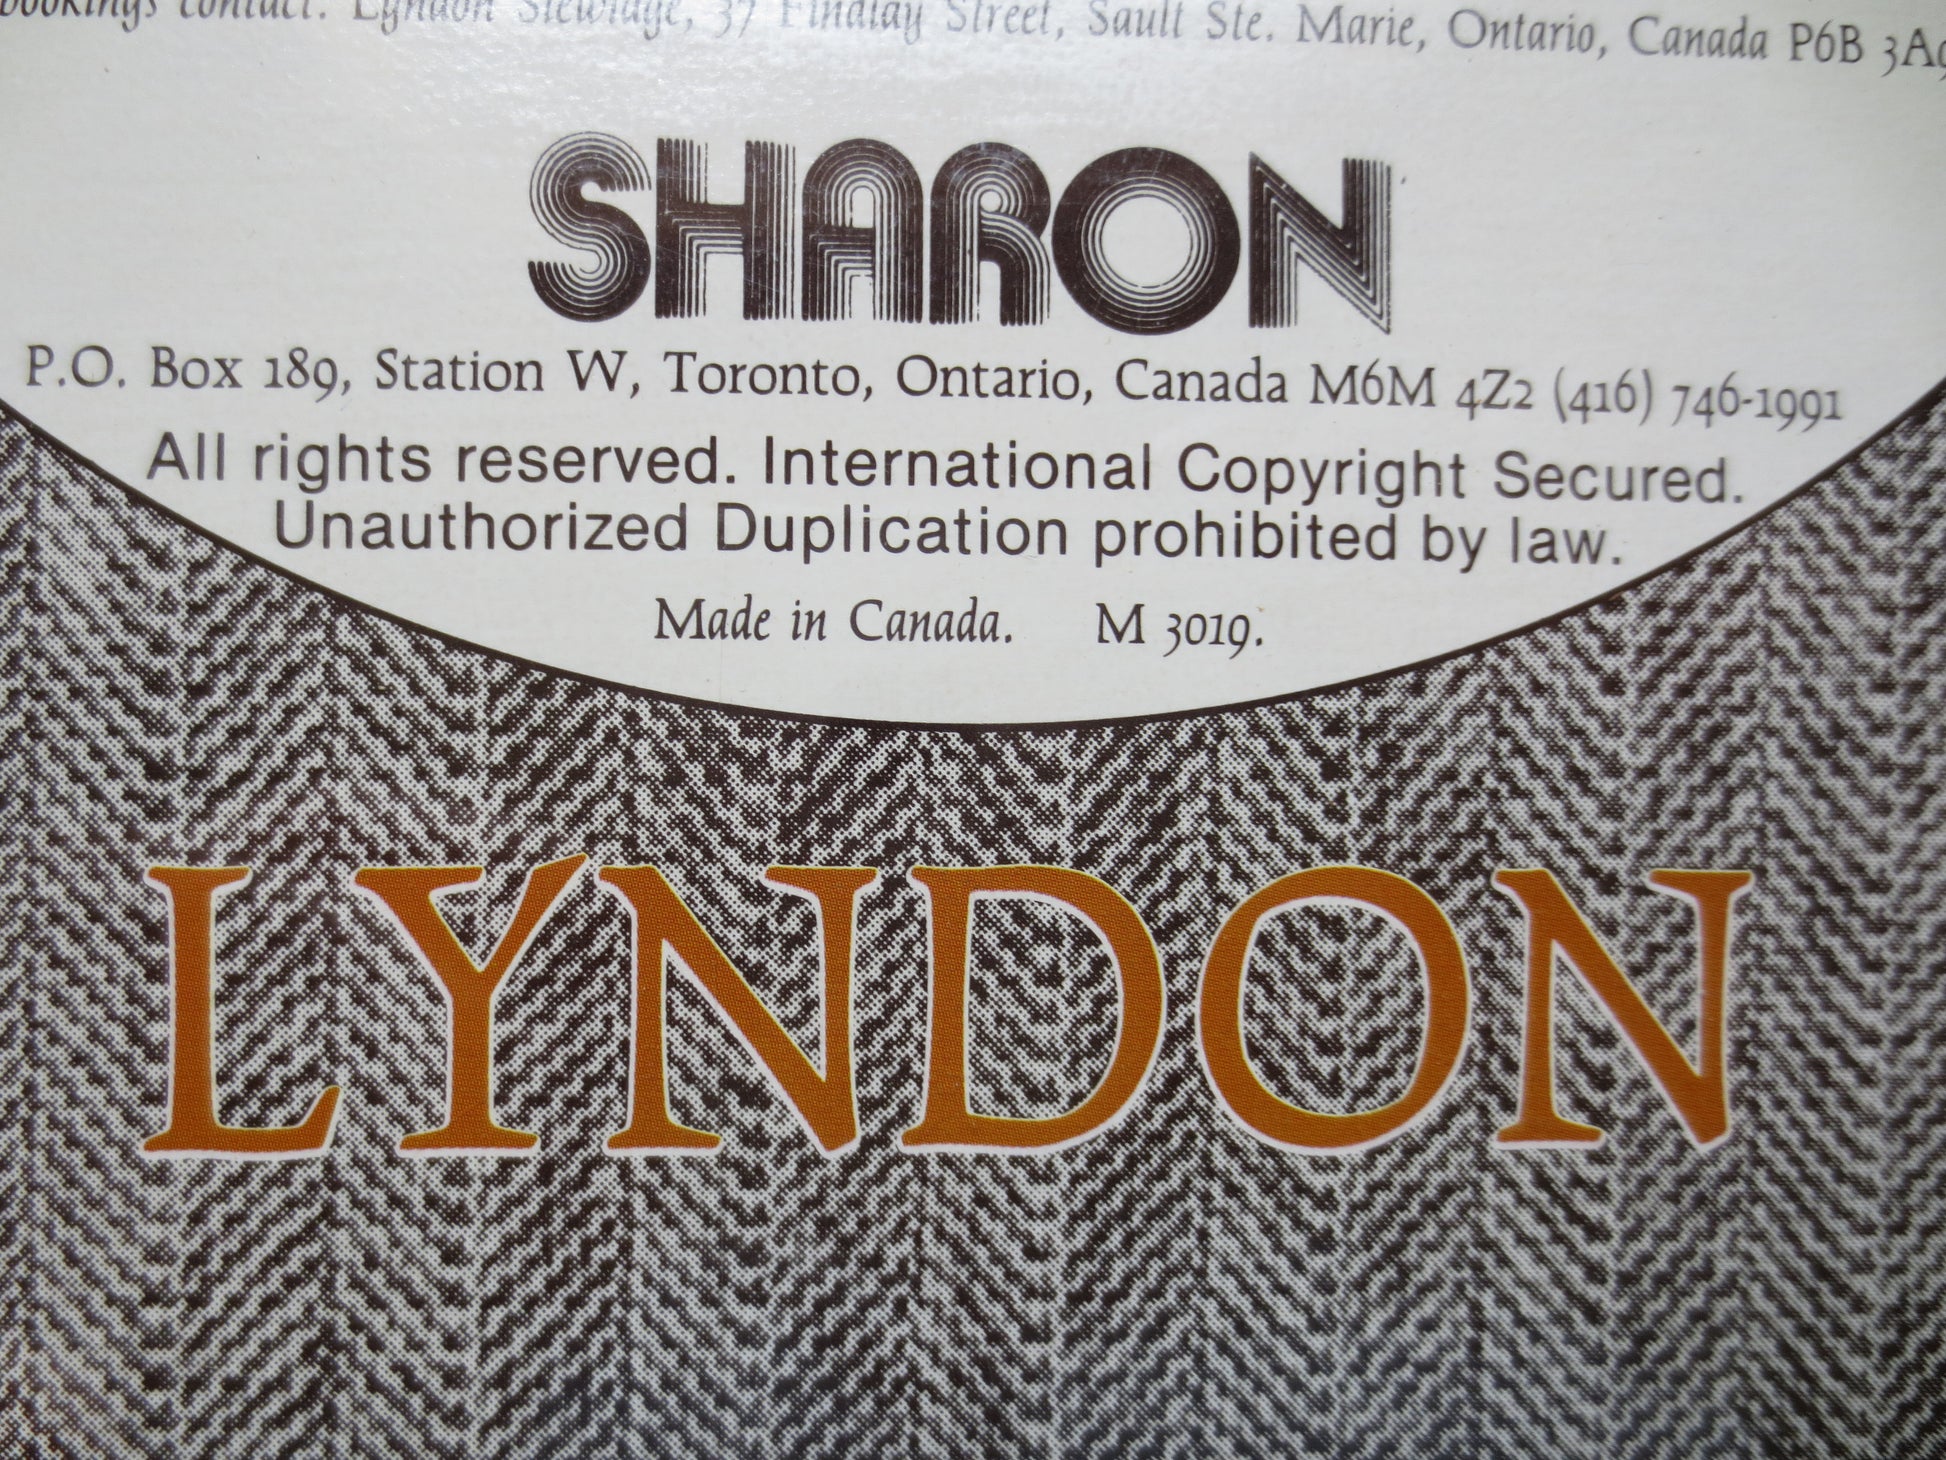 bookings contact: Lyndon Slewidge, 37 Findlay Street, Sault Ste. Marie, Ontario, Canada P6B 3A9
SHARON
P.O. Box 189, Station W, Toronto, Ontario, Canada M6M 4Z2 (416) 746-1991
All rights reserved. International Copyright Secured.
Unauthorized Duplication prohibited by law.
Made in Canada. M 3019.
LYNDON